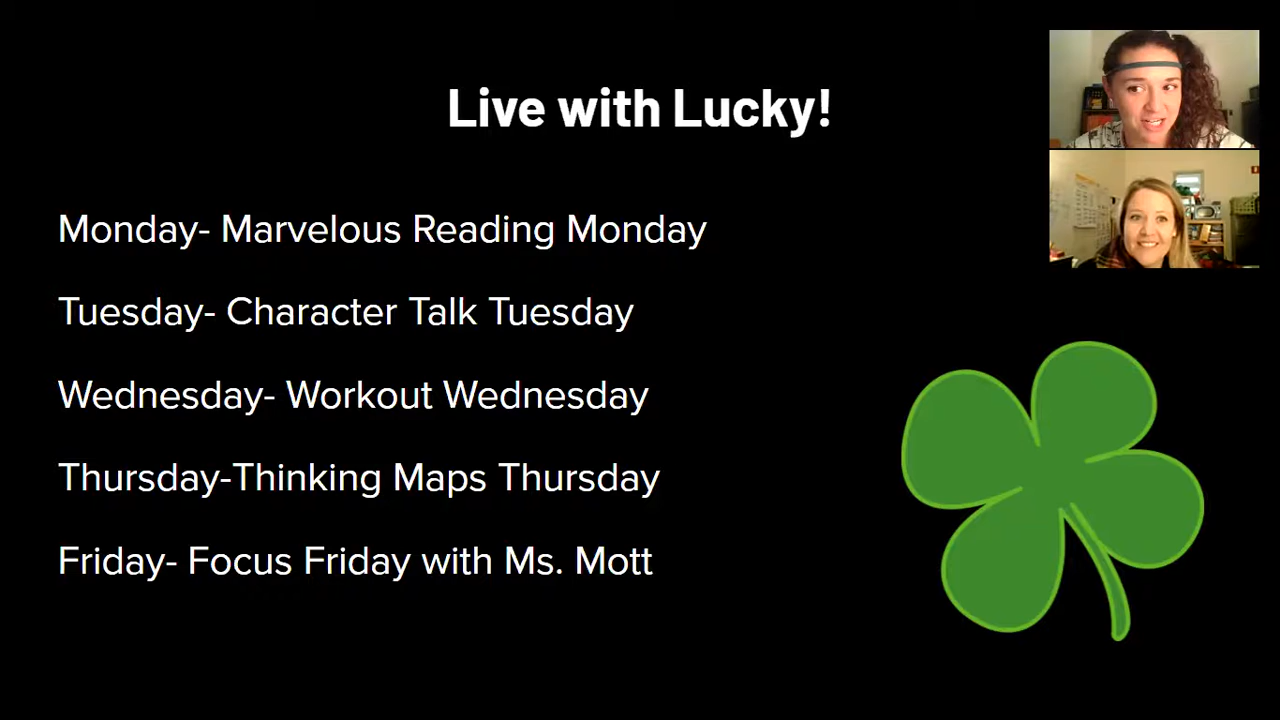 Live with Lucky!
Monday- Marvelous Reading Monday
Tuesday- Character Talk Tuesday
Wednesday- Workout Wednesday
Thursday-Thinking Maps Thursday
Friday- Focus Friday with Ms. Mott